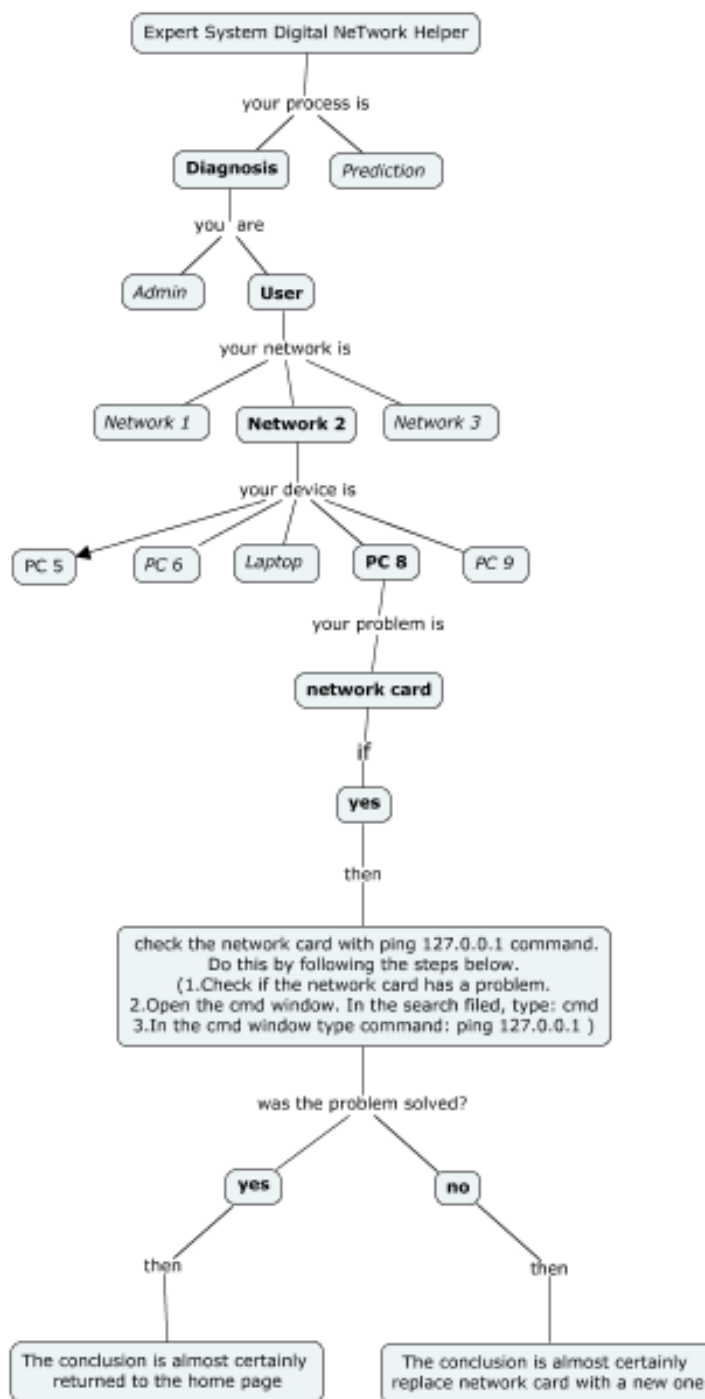 Expert System Digital NeTwork Helper
your process is
Diagnosis
Prediction
you are
Admin
User
your network is
Network 1
Network 2
Network 3
your device is
PC 5
PC 6
Laptop
PC 8
PC 9
your problem is
network card
if
yes
then
check the network card with ping 127.0.0.1 command.
Do this by following the steps below.
(1.Check if the network card has a problem.
2.Open the cmd window. In the search filed, type: cmd
3.In the cmd window type command: ping 127.0.0.1 )
was the problem solved?
yes
no
then
then
The conclusion is almost certainly
returned to the home page
The conclusion is almost certainly
replace network card with a new one